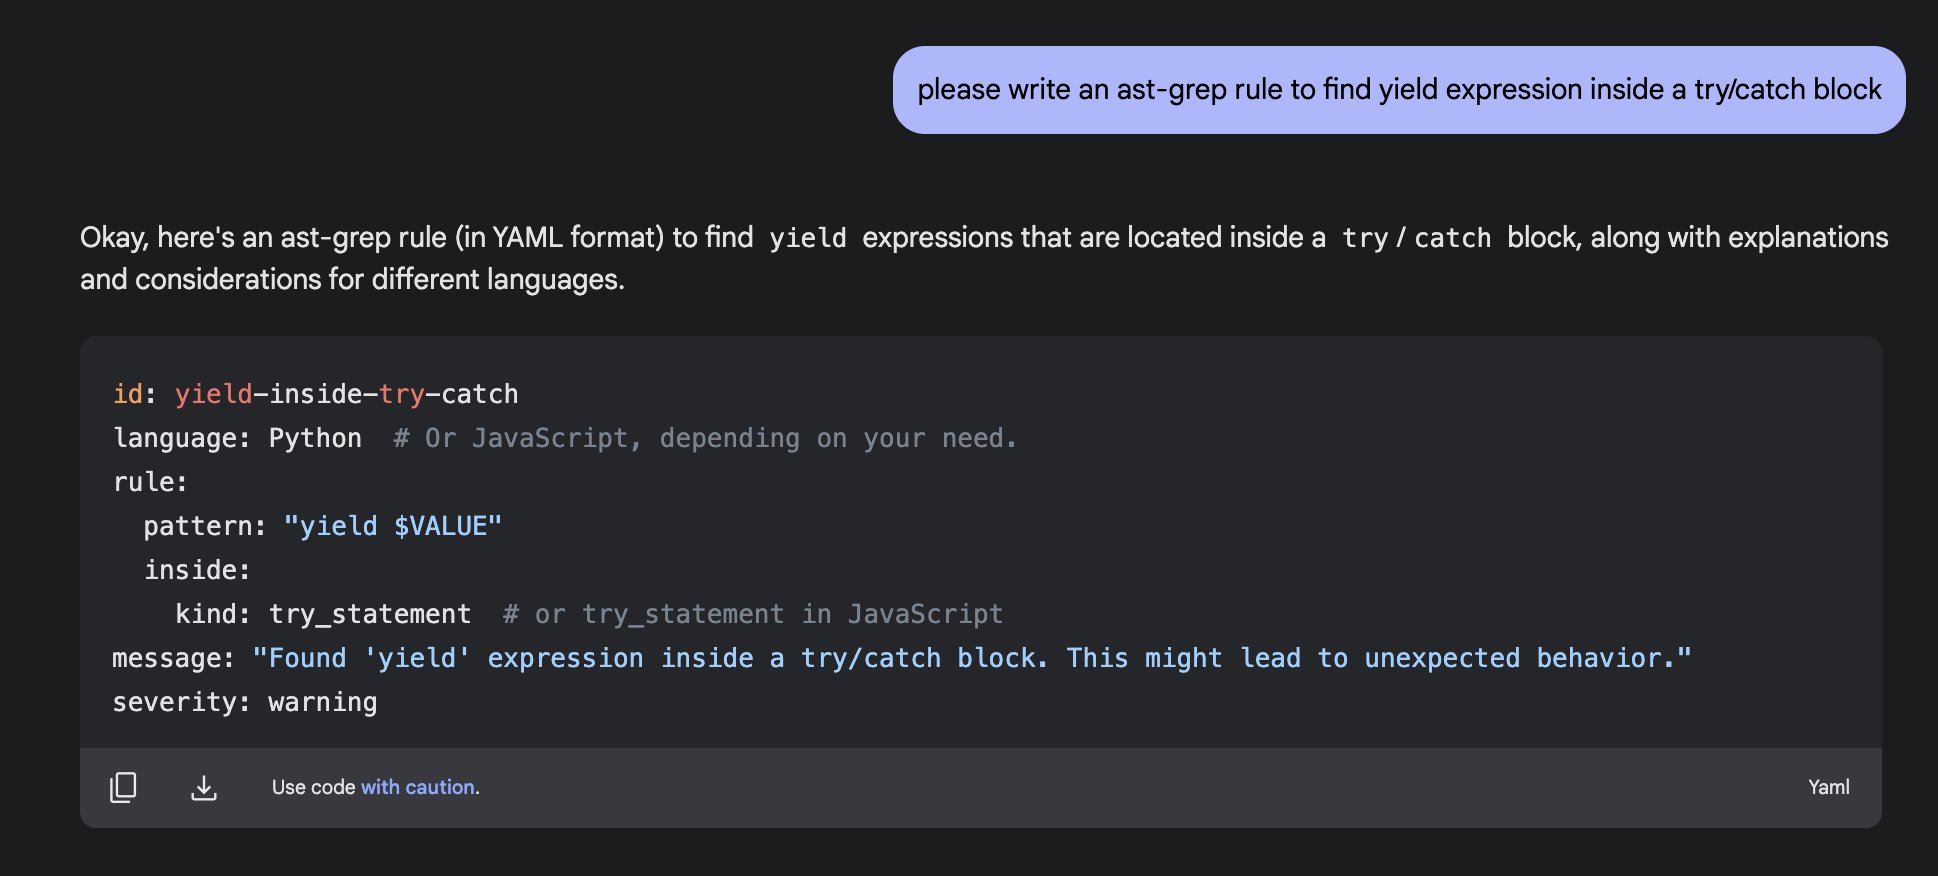 please write an ast-grep rule to find yield expression inside a try/catch block
Okay, here's an ast-grep rule (in YAML format) to find yield expressions that are located inside a try / catch block, along with explanations
and considerations for different languages.
id: yield-inside-try-catch
language: Python  # Or JavaScript, depending on your need.
rule:
  pattern: "yield $VALUE"
  inside:
    kind: try_statement  # or try_statement in JavaScript
message: "Found 'yield' expression inside a try/catch block. This might lead to unexpected behavior."
severity: warning
Use code with caution. Yaml